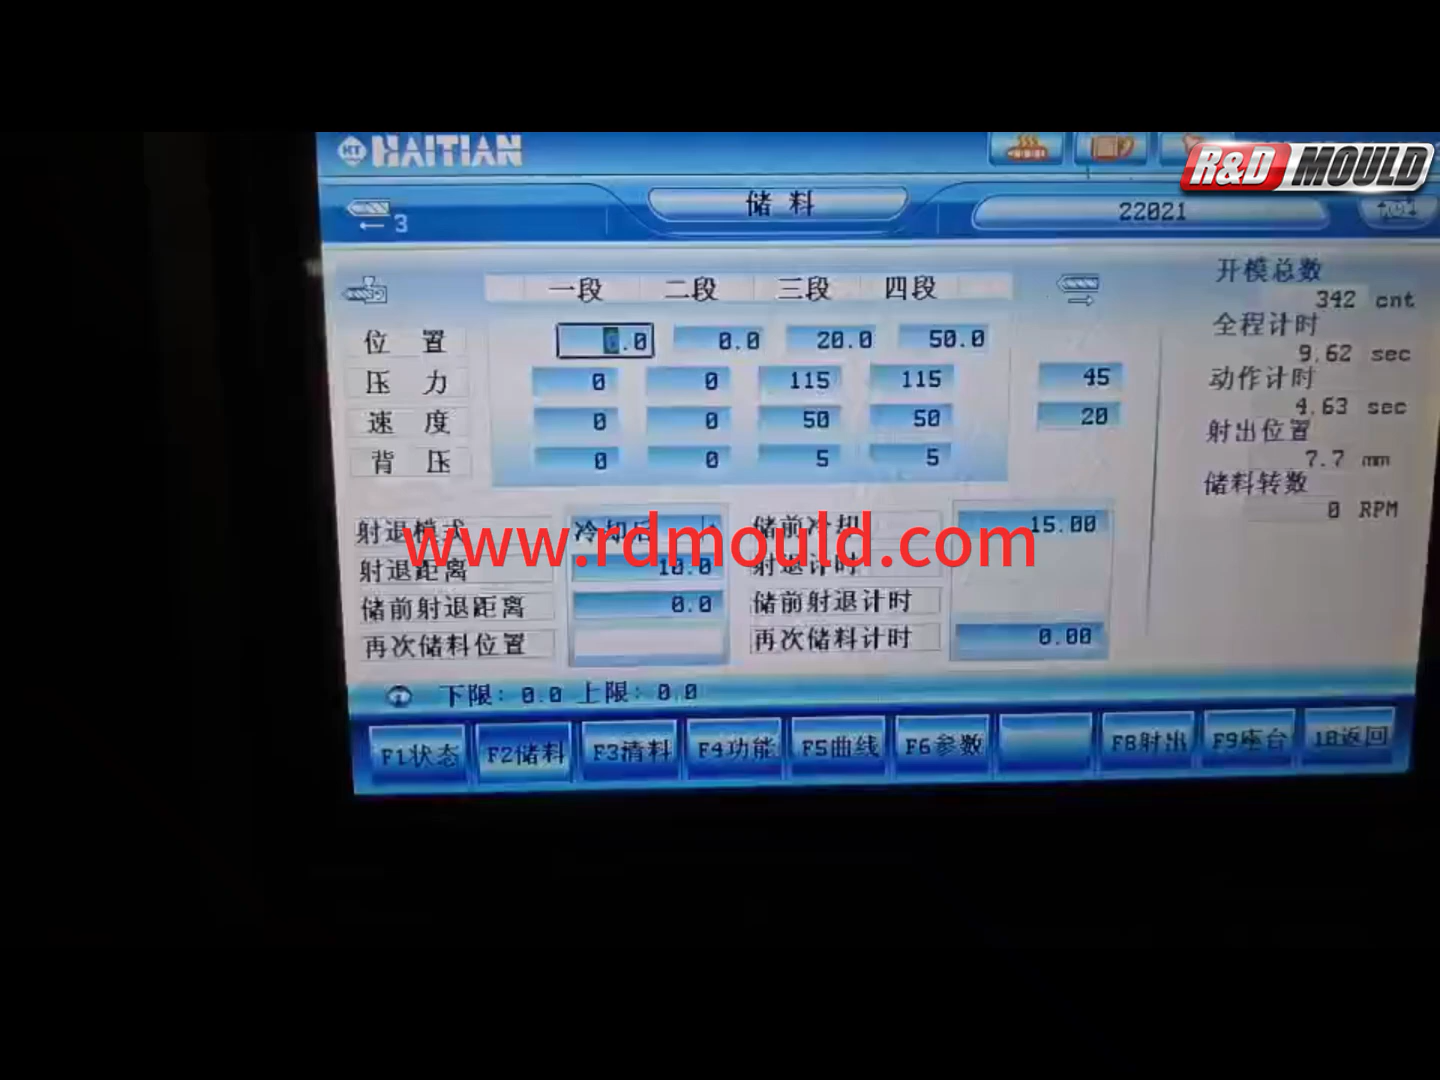 HT HAITIAN
R&D MOULD
3 储 料 22021
一段 二段 三段 四段
位 置 .0 0.0 20.0 50.0
压 力 0 0 115 115 45
速 度 0 0 50 50 20
背 压 0 0 5 5
开模总数
342 cnt
全程计时
9.62 sec
动作计时
4.63 sec
射出位置
7.7 mm
储料转数
0 RPM
射退模式 冷却后 储前冷却 15.00
www.rdmould.com
射退距离 10.0 射退计时
储前射退距离 0.0 储前射退计时
再次储料位置 再次储料计时 0.00
下限: 0.0 上限: 0.0
F1状态 F2储料 F3清料 F4功能 F5曲线 F6参数 F8射出 F9座台 10返回